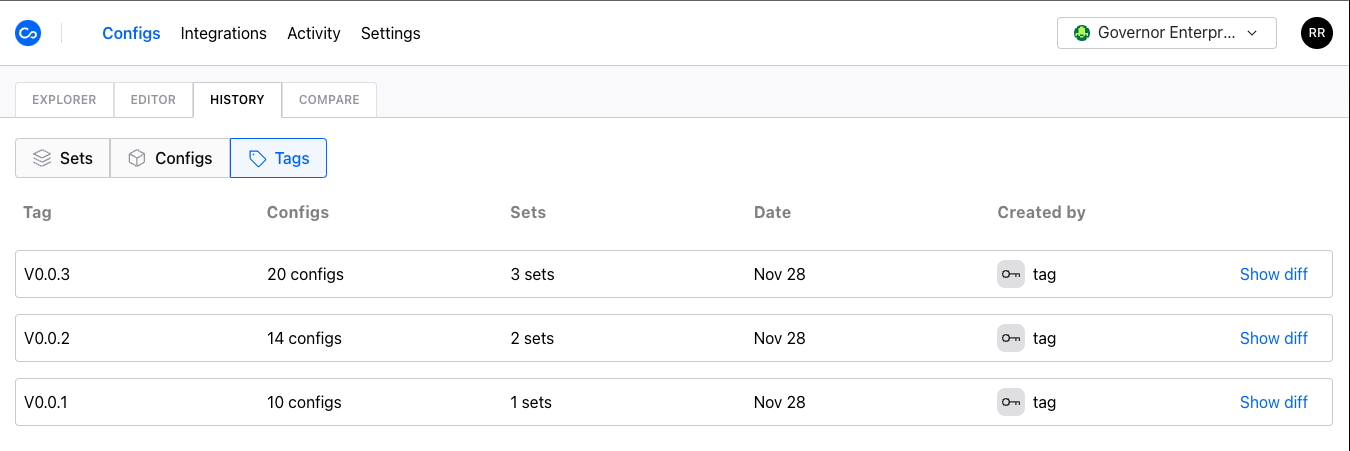 Configs Integrations Activity Settings Governor Enterpr... RR
EXPLORER EDITOR HISTORY COMPARE
Sets Configs Tags
Tag Configs Sets Date Created by
V0.0.3 20 configs 3 sets Nov 28 tag Show diff
V0.0.2 14 configs 2 sets Nov 28 tag Show diff
V0.0.1 10 configs 1 sets Nov 28 tag Show diff